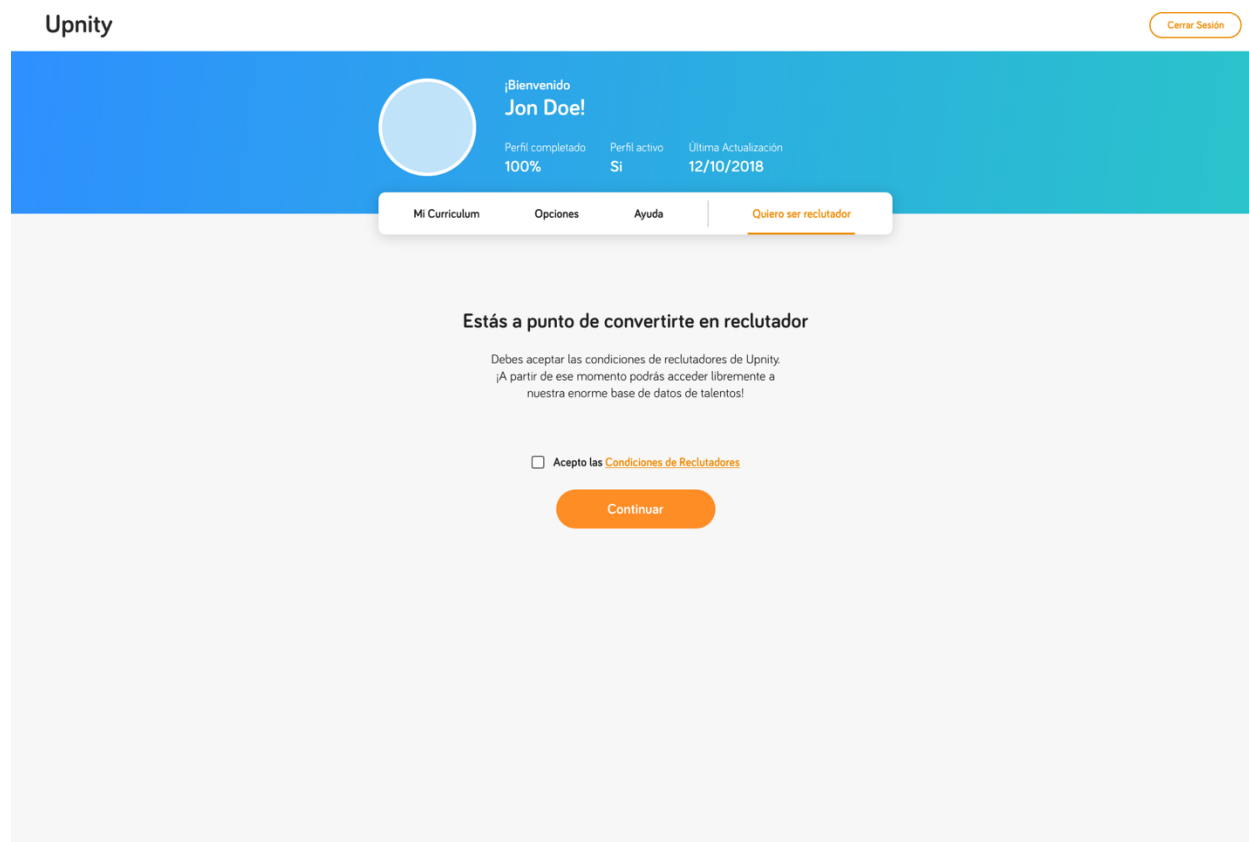 Upnity
Cerrar Sesión
¡Bienvenido
Jon Doe!
Perfil completado Perfil activo Última Actualización
100% Si 12/10/2018
Mi Curriculum Opciones Ayuda Quiero ser reclutador
Estás a punto de convertirte en reclutador
Debes aceptar las condiciones de reclutadores de Upnity.
¡A partir de ese momento podrás acceder libremente a
nuestra enorme base de datos de talentos!
Acepto las Condiciones de Reclutadores
Continuar